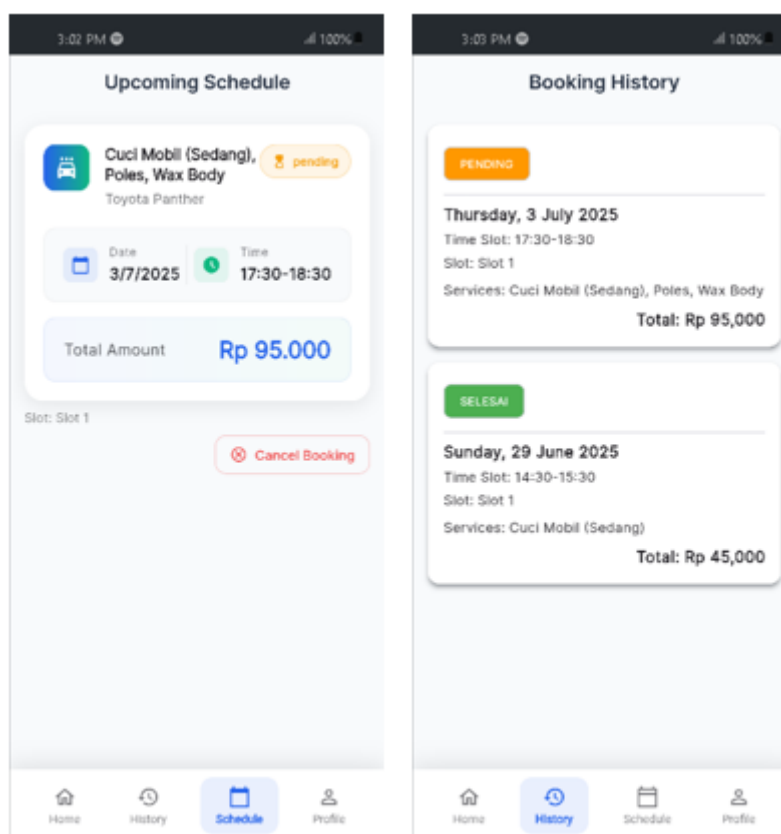 3:02 PM
100%
Upcoming Schedule
Cuci Mobil (Sedang),
Poles, Wax Body
pending
Toyota Panther
Date
3/7/2025
Time
17:30-18:30
Total Amount
Rp 95.000
Slot: Slot 1
Cancel Booking
Home
History
Schedule
Profile
3:03 PM
100%
Booking History
PENDING
Thursday, 3 July 2025
Time Slot: 17:30-18:30
Slot: Slot 1
Services: Cuci Mobil (Sedang), Poles, Wax Body
Total: Rp 95,000
SELESAI
Sunday, 29 June 2025
Time Slot: 14:30-15:30
Slot: Slot 1
Services: Cuci Mobil (Sedang)
Total: Rp 45,000
Home
History
Schedule
Profile